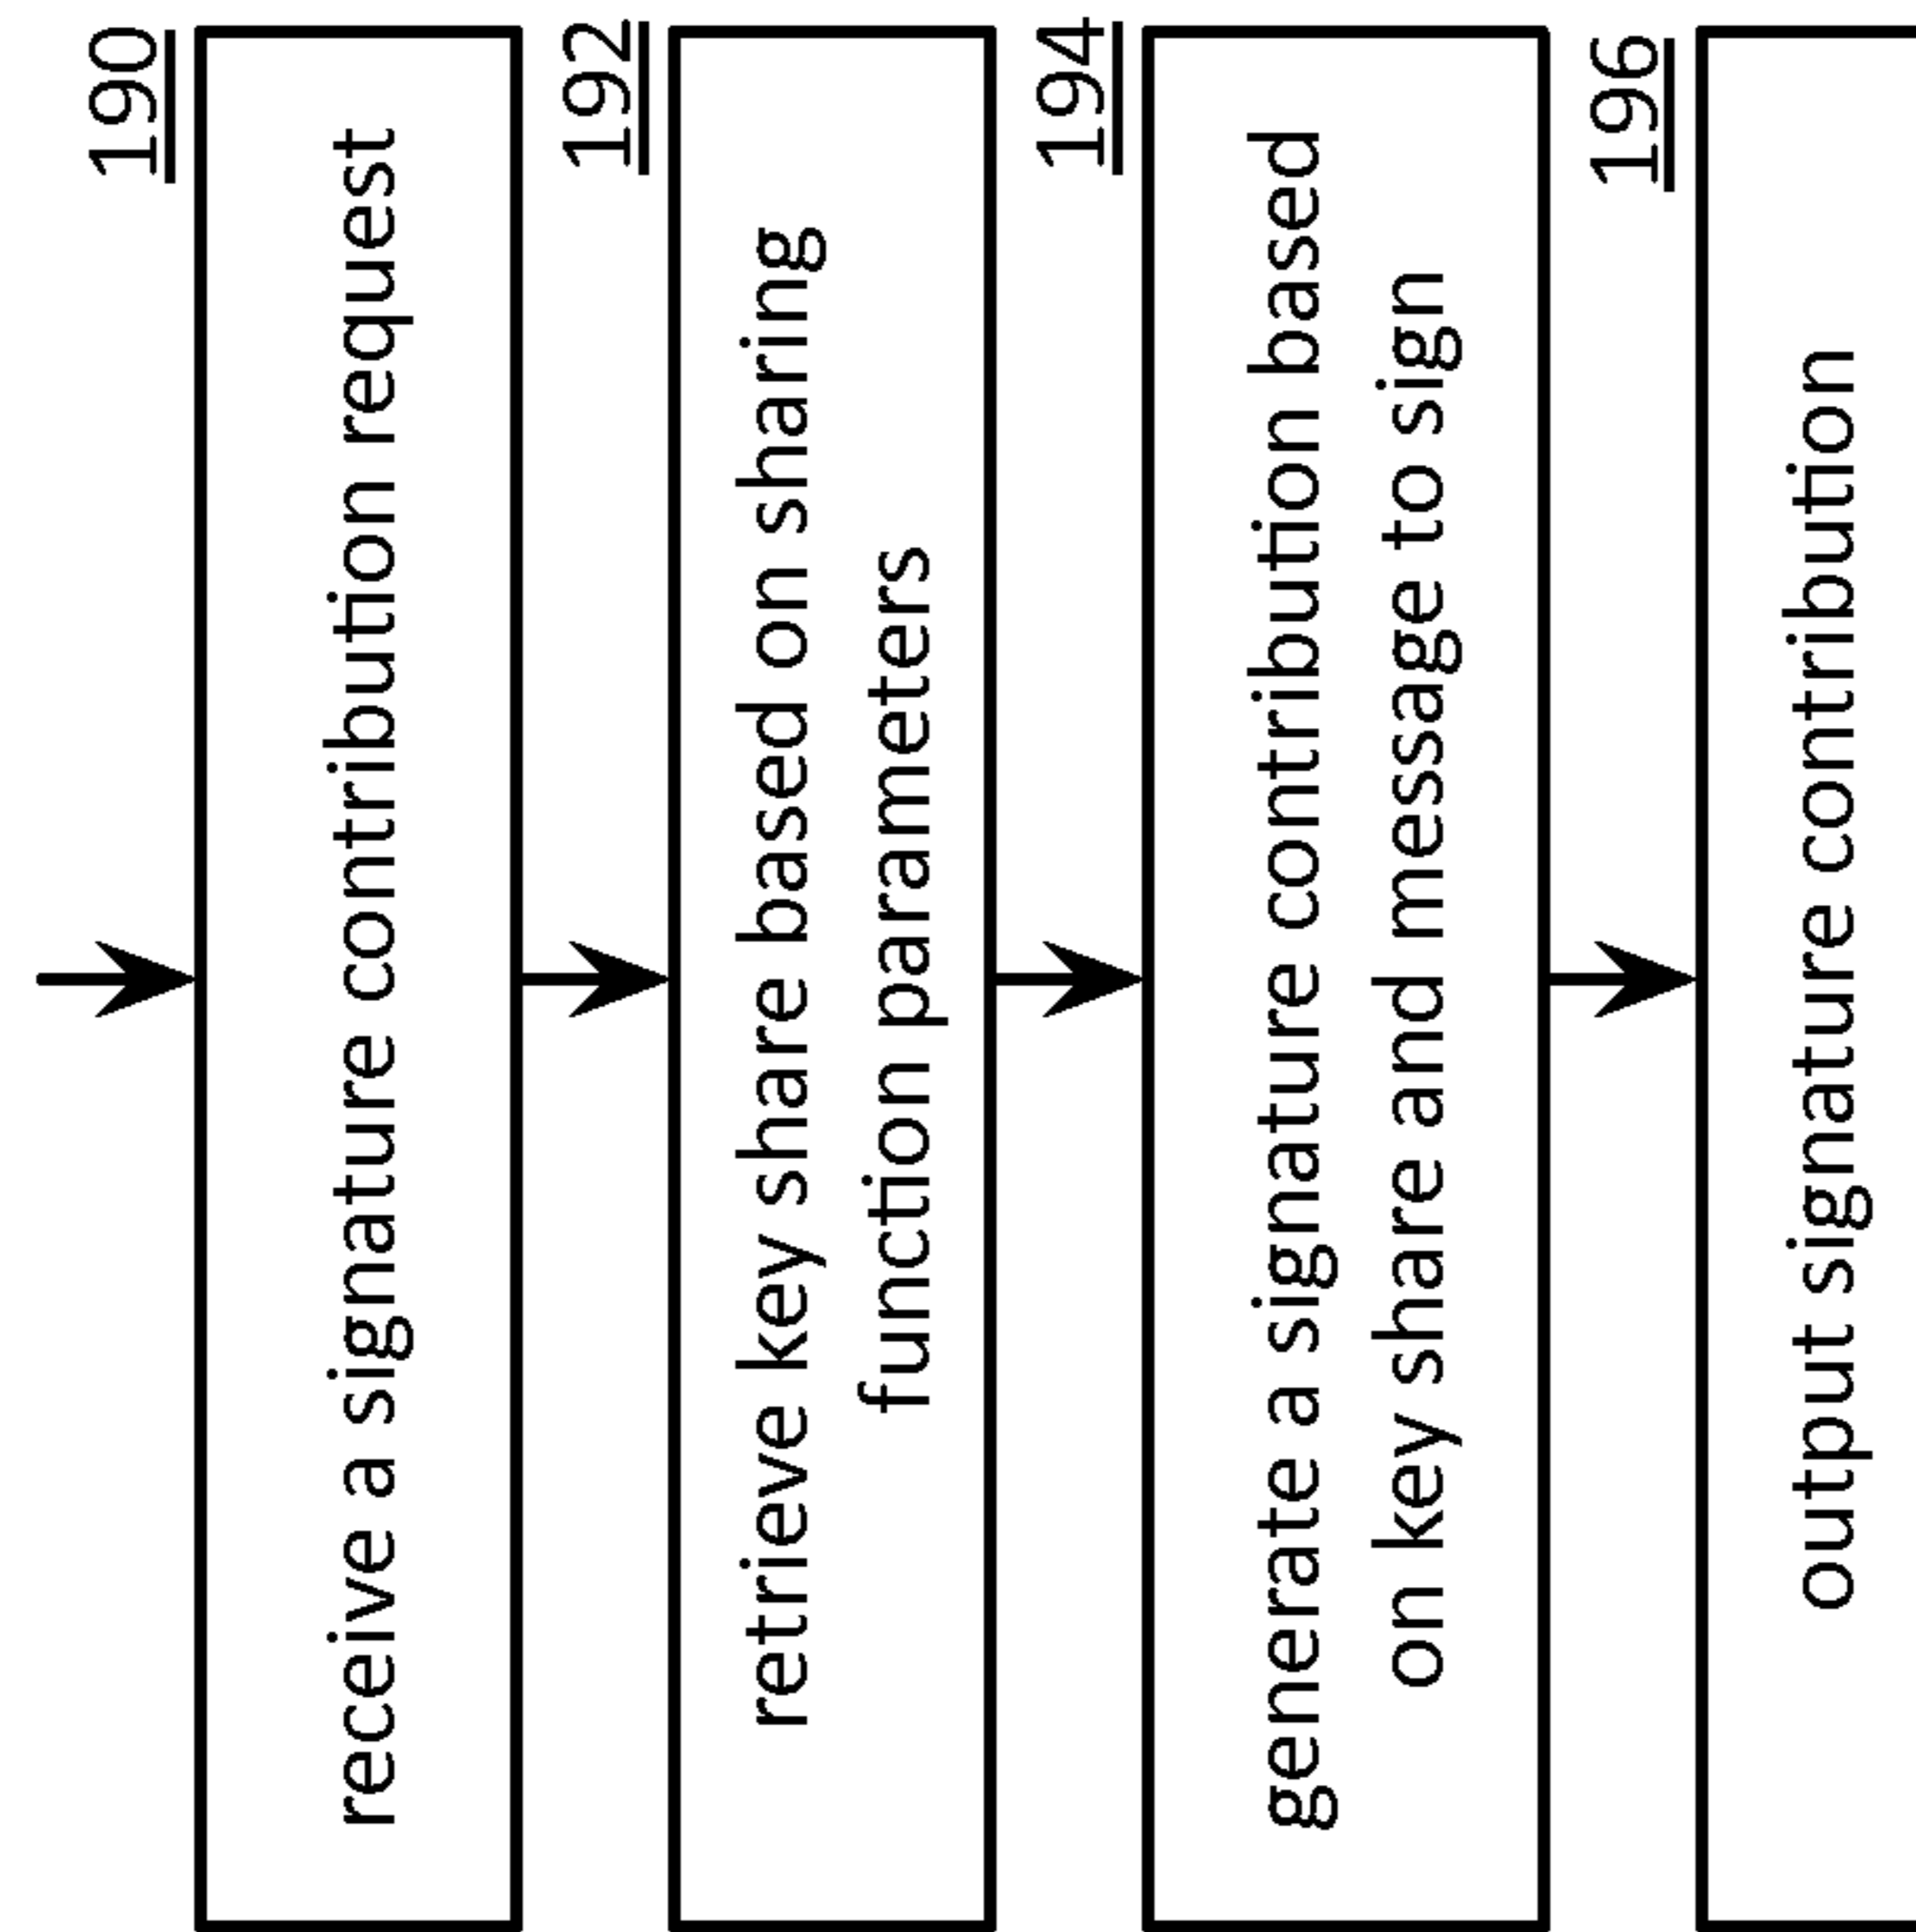 190
receive a signature contribution request
192
retrieve key share based on sharing
function parameters
194
generate a signature contribution based
on key share and message to sign
196
output signature contribution